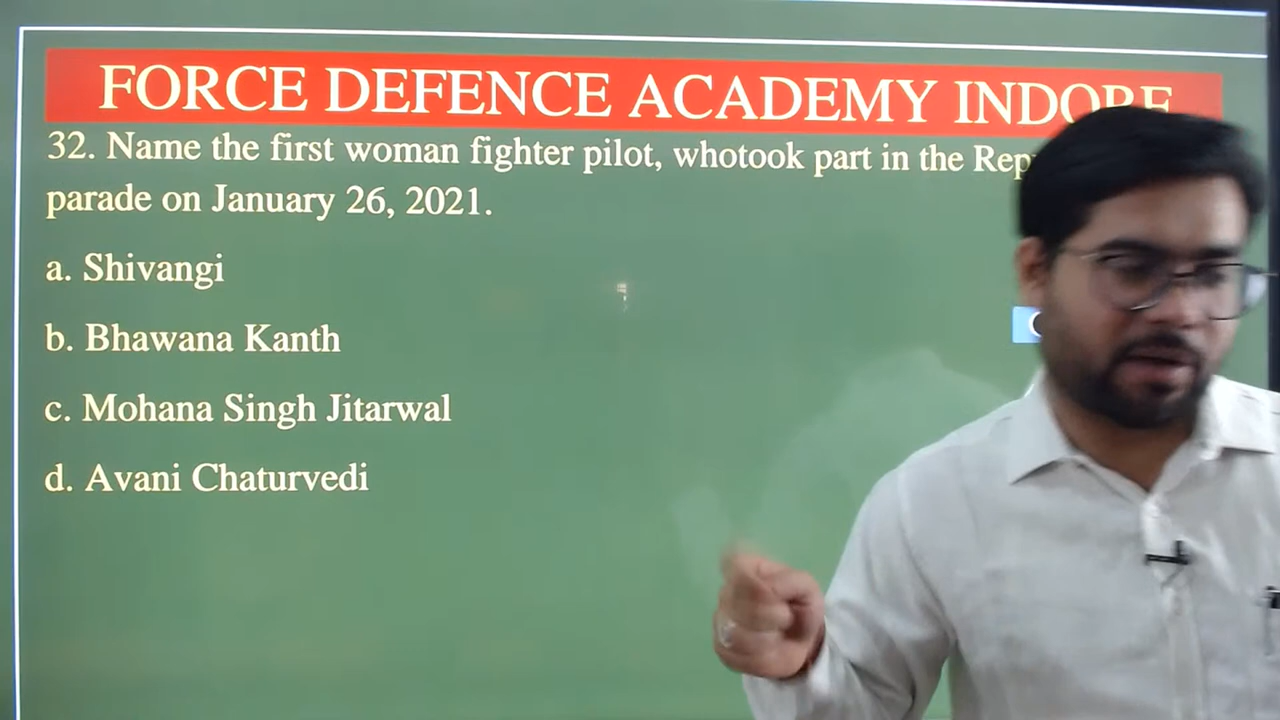 FORCE DEFENCE ACADEMY INDORE
32. Name the first woman fighter pilot, whotook part in the
parade on January 26, 2021.
a. Shivangi
b. Bhawana Kanth
c. Mohana Singh Jitarwal
d. Avani Chaturvedi